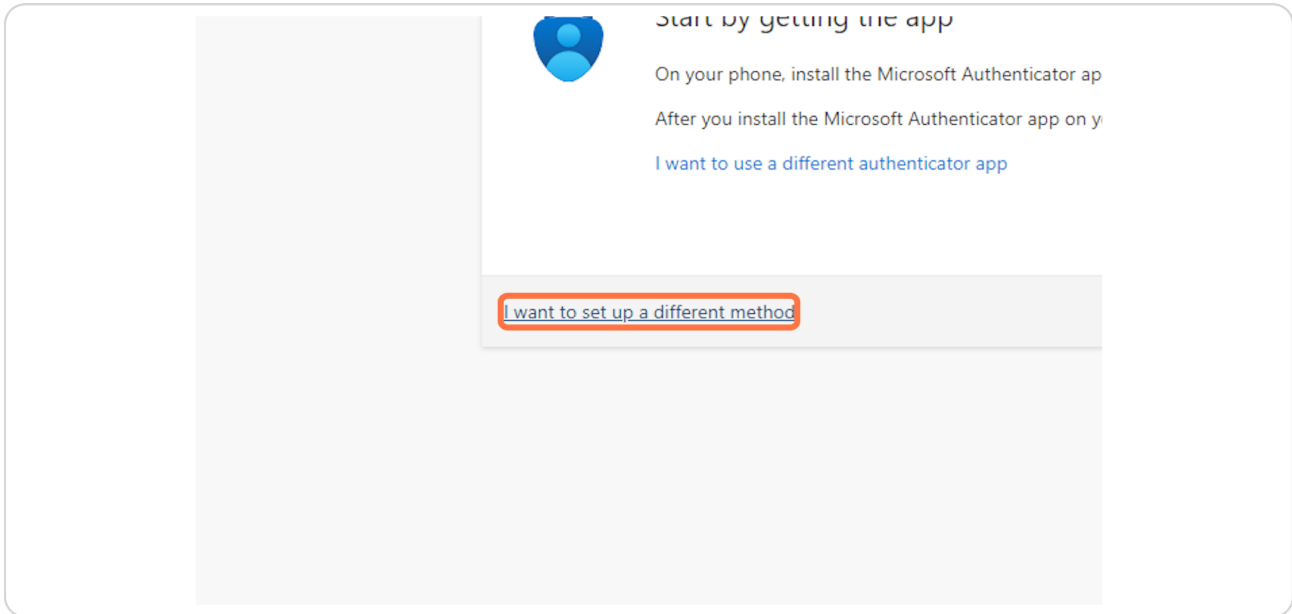 Start by getting the app
On your phone, install the Microsoft Authenticator ap
After you install the Microsoft Authenticator app on y
I want to use a different authenticator app
I want to set up a different method